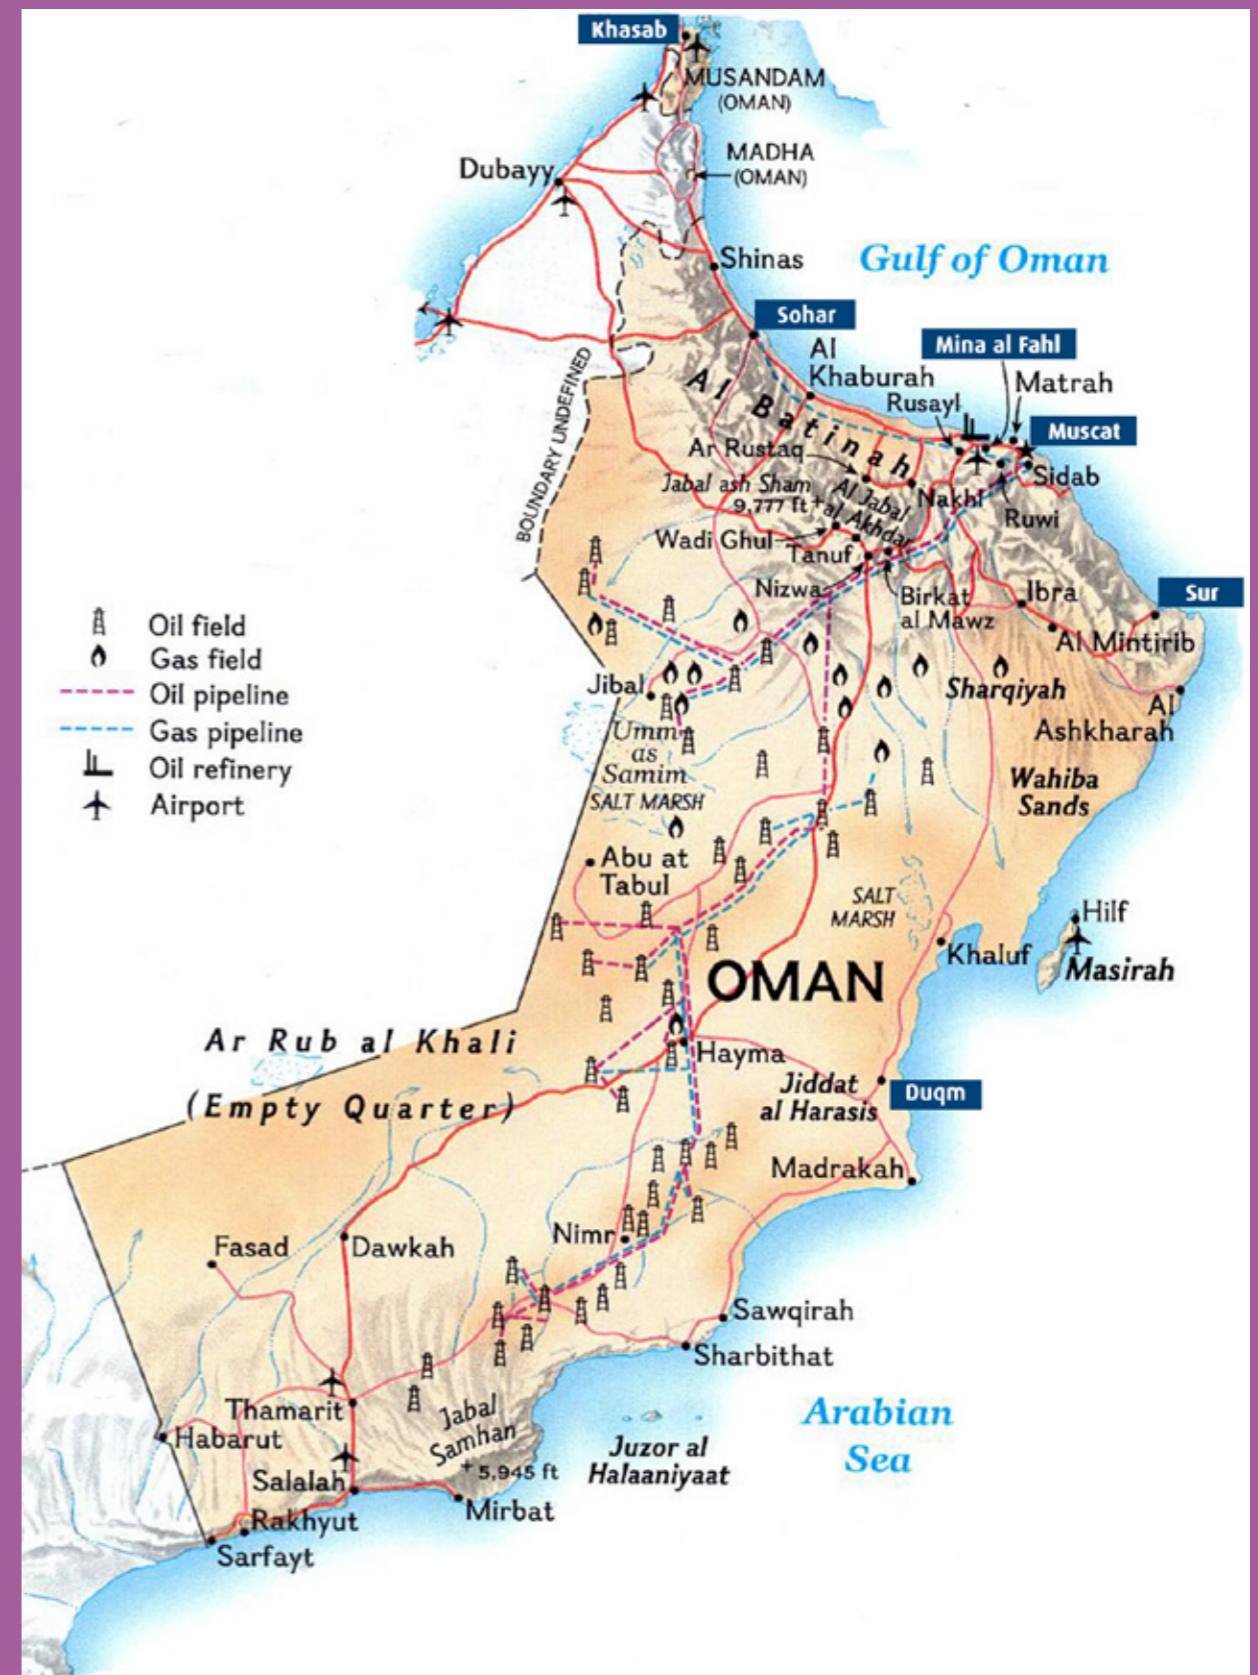 Khasab
MUSANDAM
(OMAN)
MADHA
(OMAN)
Dubayy
Shinas
Gulf of Oman
Sohar
Al
Khaburah
Mina al Fahl
Matrah
Rusayl
Muscat
Al Batinah
BOUNDARY UNDEFINED
Ar Rustaq
Sidab
Jabal ash Sham
9,777 ft
Al Jabal
al Akhdar
Nakhl
Ruwi
Wadi Ghul
Tanuf
Nizwa
Birkat
al Mawz
Ibra
Sur
Al Mintirib
Oil field
Gas field
Oil pipeline
Gas pipeline
Oil refinery
Airport
Jibal
Sharqiyah
Al
Ashkharah
Umm
as
Samim
SALT MARSH
Wahiba
Sands
Abu at
Tabul
SALT
MARSH
Hilf
Khaluf
Masirah
OMAN
Ar Rub al Khali
(Empty Quarter)
Hayma
Jiddat
al Harasis
Duqm
Madrakah
Nimr
Fasad
Dawkah
Sawqirah
Sharbithat
Thamarit
Habarut
Jabal
Samhan
5,945 ft
Juzor al
Halaaniyaat
Arabian
Sea
Salalah
Mirbat
Rakhyut
Sarfayt